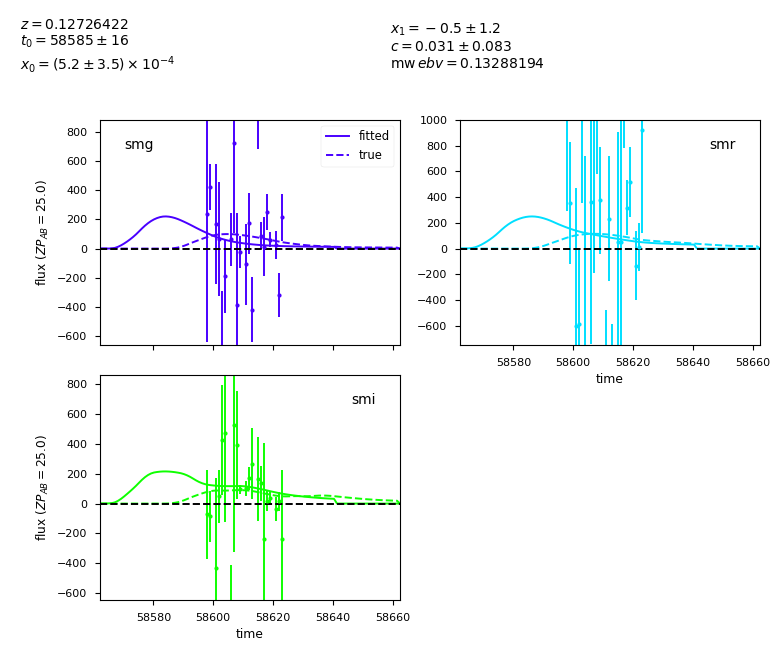 z = 0.12726422
t₀ = 58585 ± 16
x₀ = (5.2 ± 3.5) × 10⁻⁴
x₁ = −0.5 ± 1.2
c = 0.031 ± 0.083
mw ebv = 0.13288194
smg
fitted
true
800
600
400
200
0
−200
−400
−600
flux (ZP_AB = 25.0)
smr
1000
800
600
400
200
0
−200
−400
−600
58580 58600 58620 58640 58660
time
smi
800
600
400
200
0
−200
−400
−600
flux (ZP_AB = 25.0)
58580 58600 58620 58640 58660
time